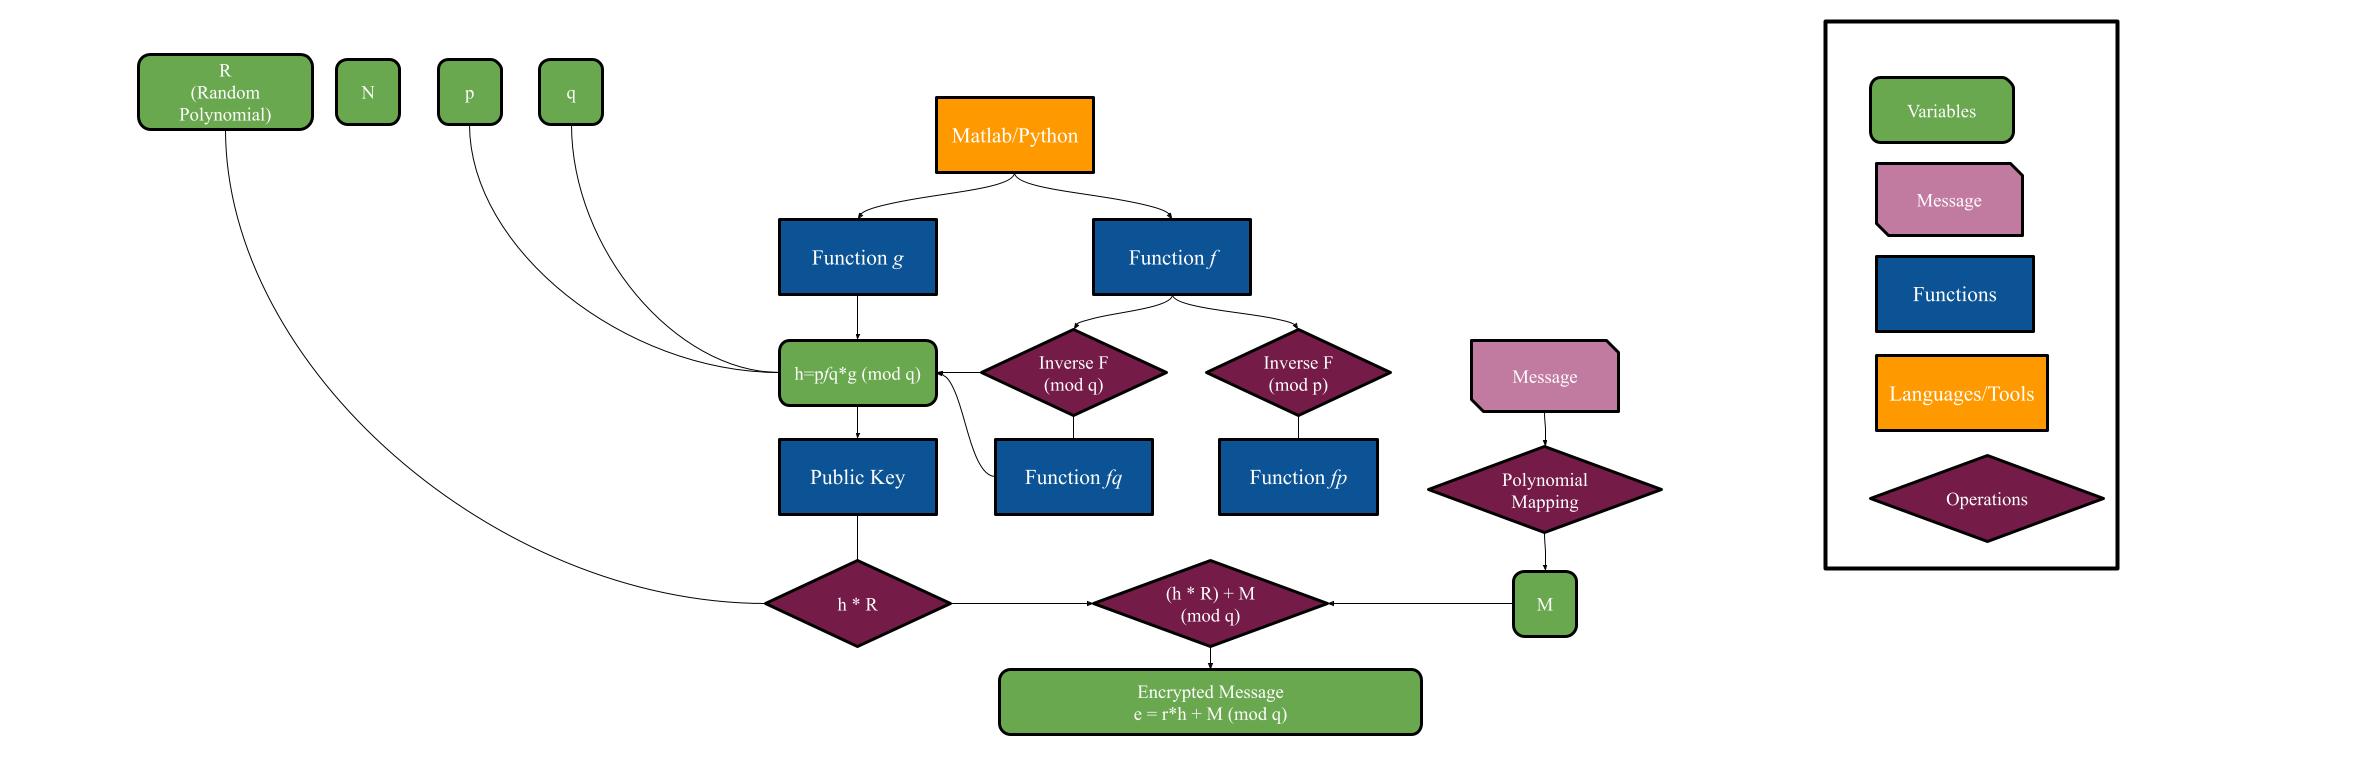 R
(Random
Polynomial)
N
p
q
Matlab/Python
Function g
Function f
h=pfq*g (mod q)
Inverse F
(mod q)
Inverse F
(mod p)
Message
Public Key
Function fq
Function fp
Polynomial
Mapping
h * R
(h * R) + M
(mod q)
M
Encrypted Message
e = r*h + M (mod q)
Variables
Message
Functions
Languages/Tools
Operations